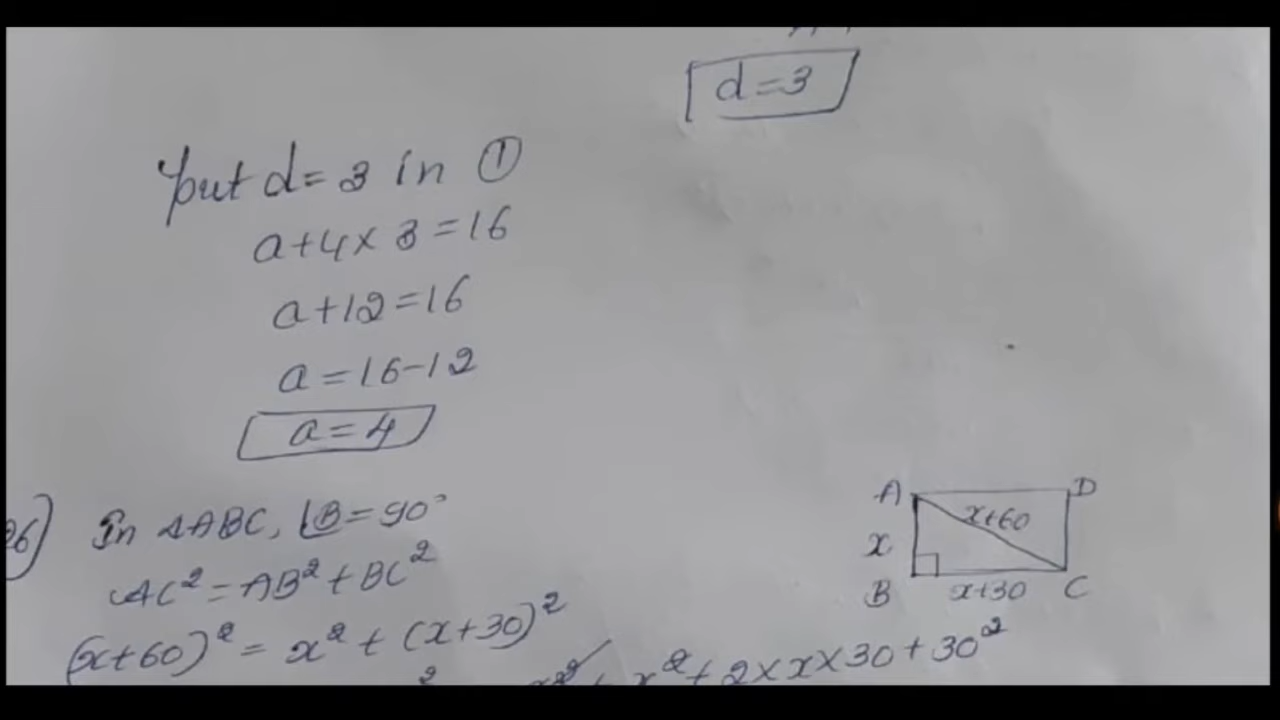 d=3
put d=3 in ①
a+4×3=16
a+12=16
a=16-12
a=4
26) In ΔABC, ∠B=90°
AC²=AB²+BC²
(x+60)²=x²+(x+30)²
x²+2×x×30+30²
A
D
x+60
x
B
x+30
C